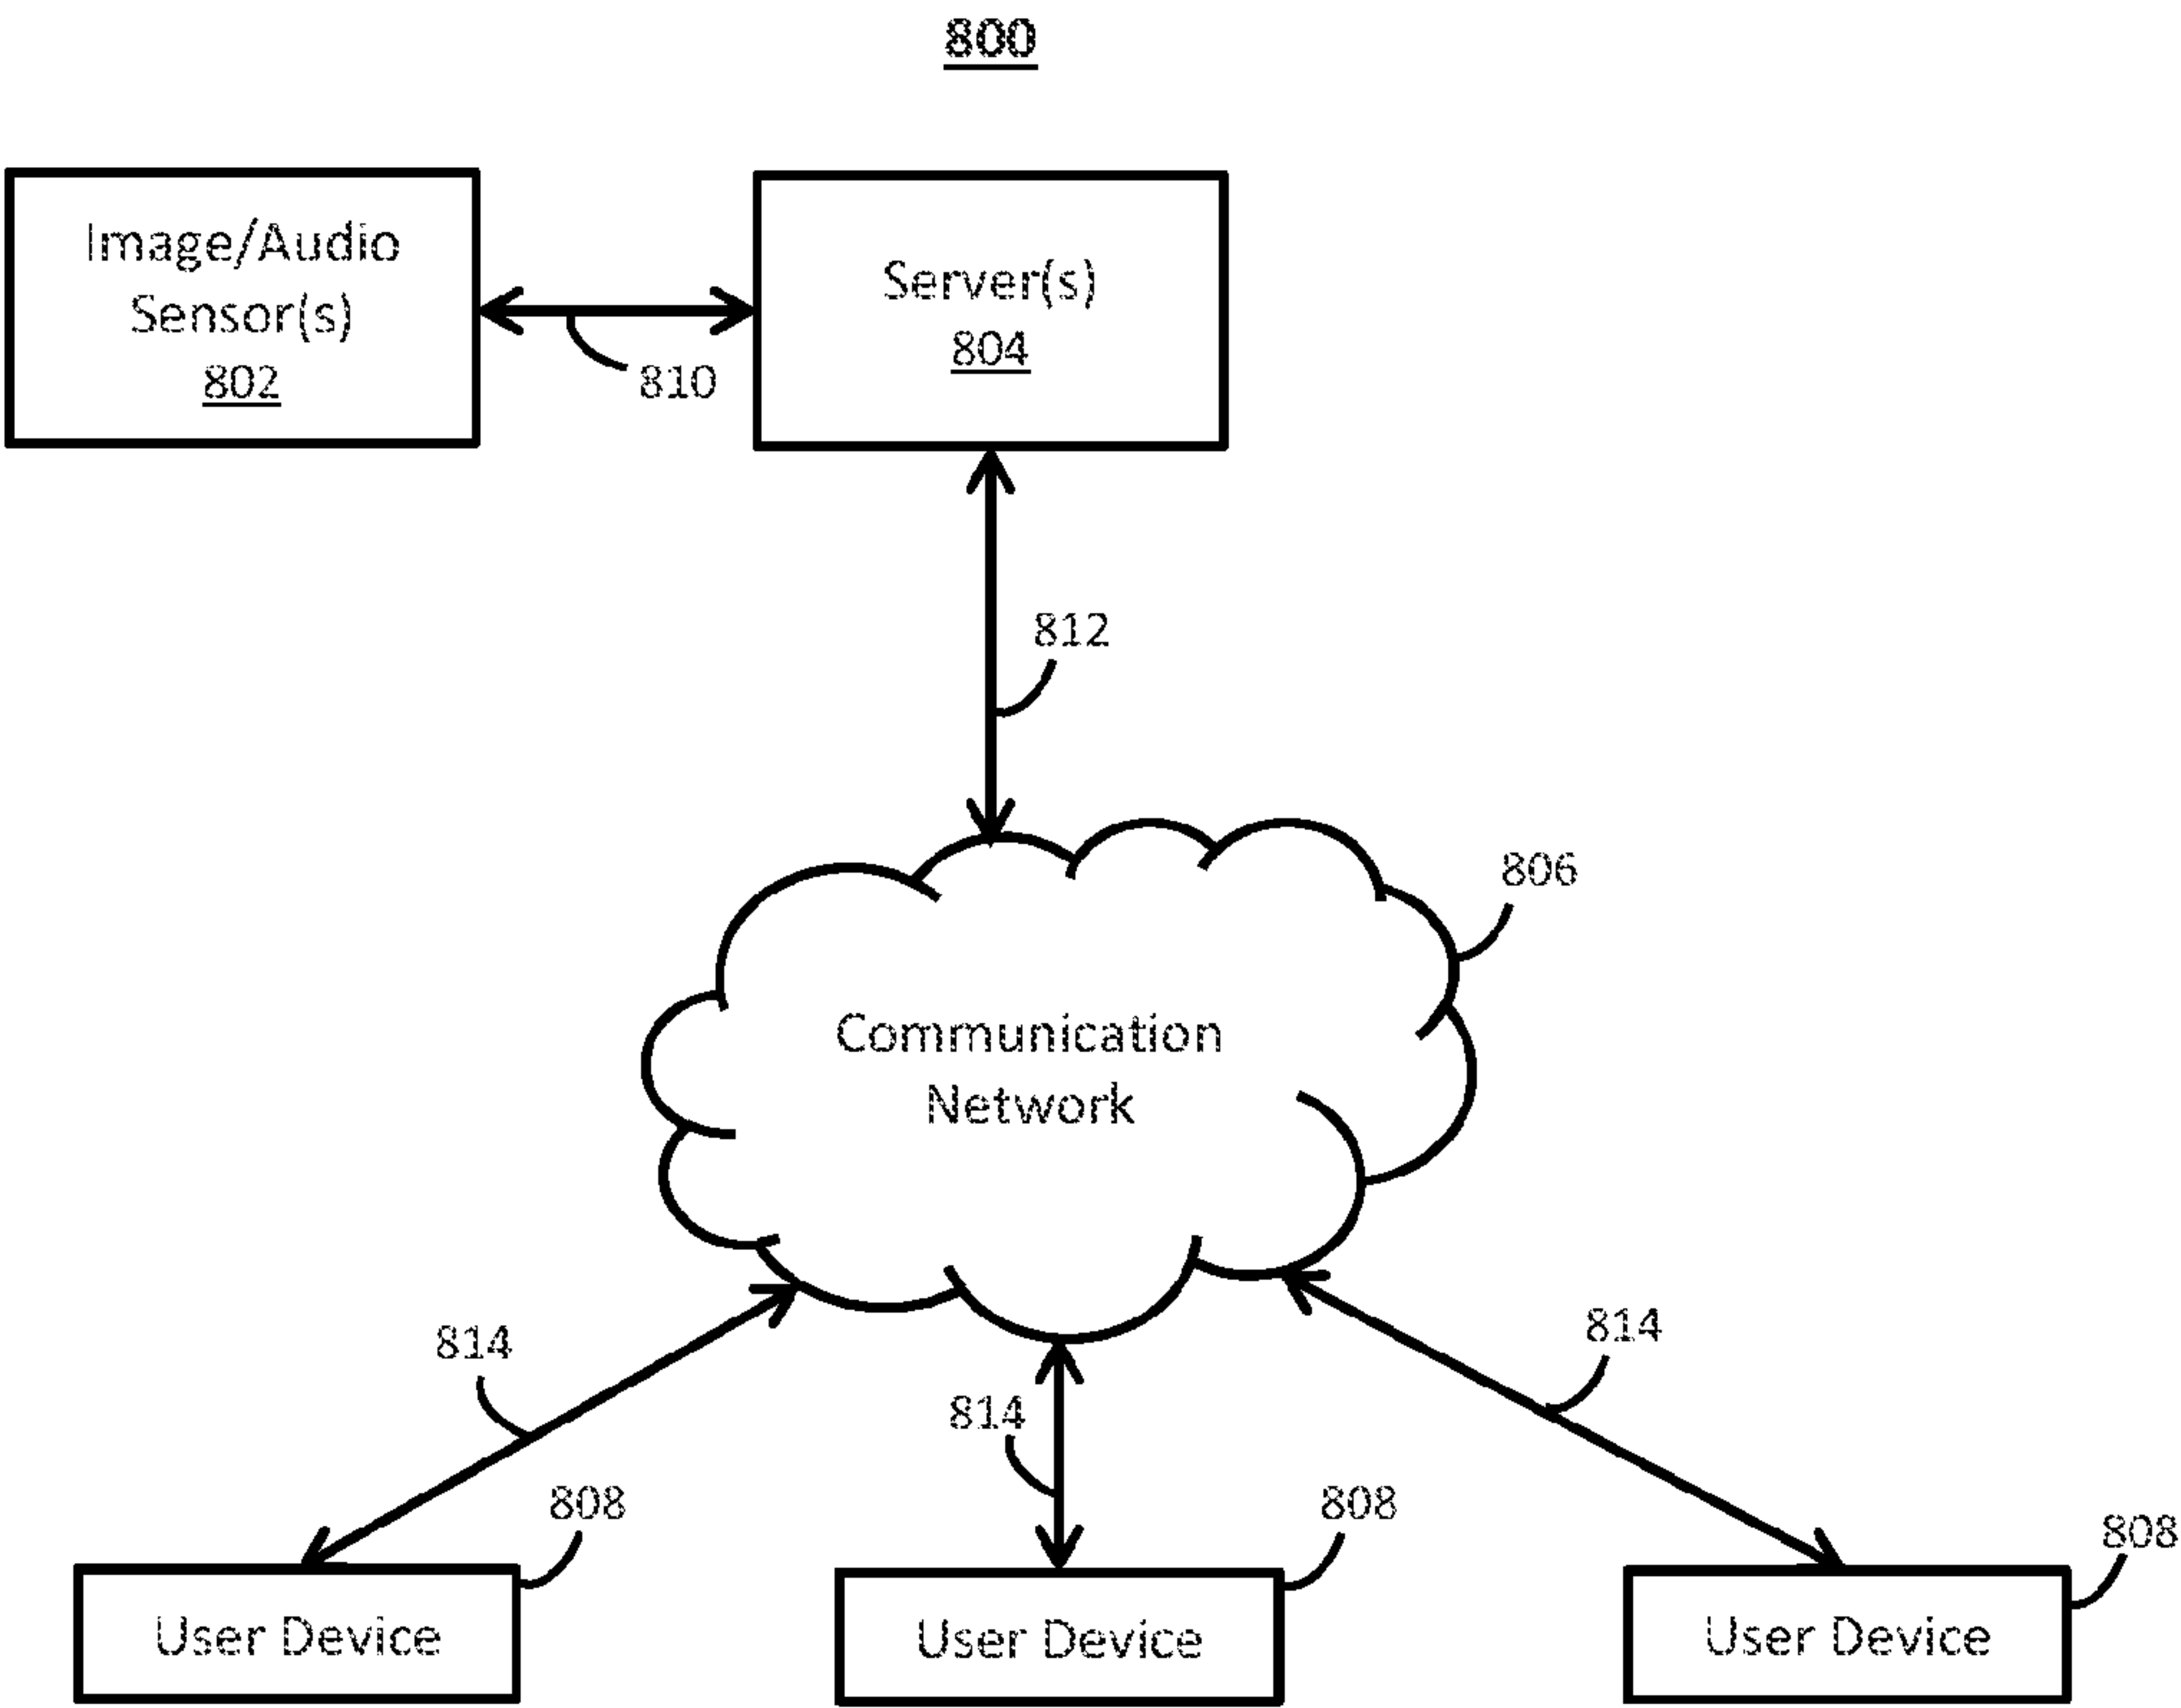 800
Image/Audio
Sensor(s)
802
810
Server(s)
804
812
806
Communication
Network
814
814
814
808
808
808
User Device
User Device
User Device